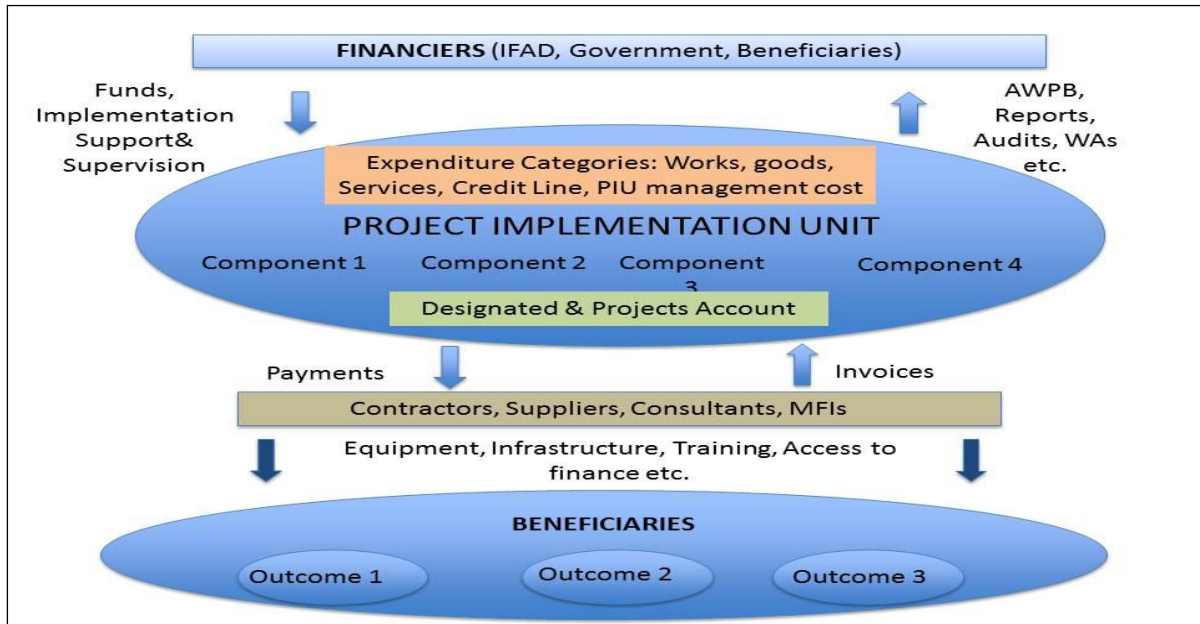 FINANCIERS (IFAD, Government, Beneficiaries)
Funds,
Implementation
Support&
Supervision
AWPB,
Reports,
Audits, WAs
etc.
Expenditure Categories: Works, goods,
Services, Credit Line, PIU management cost
PROJECT IMPLEMENTATION UNIT
Component 1
Component 2
Component
3
Component 4
Designated & Projects Account
Payments
Invoices
Contractors, Suppliers, Consultants, MFIs
Equipment, Infrastructure, Training, Access to
finance etc.
BENEFICIARIES
Outcome 1
Outcome 2
Outcome 3